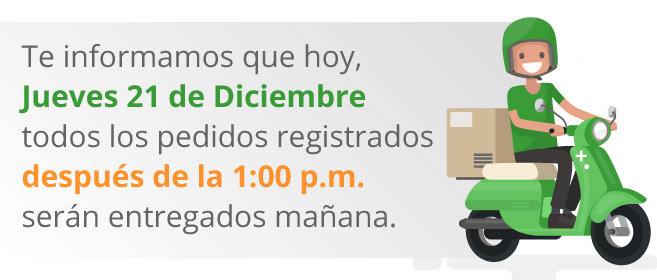 Te informamos que hoy,
Jueves 21 de Diciembre
todos los pedidos registrados
después de la 1:00 p.m.
serán entregados mañana.